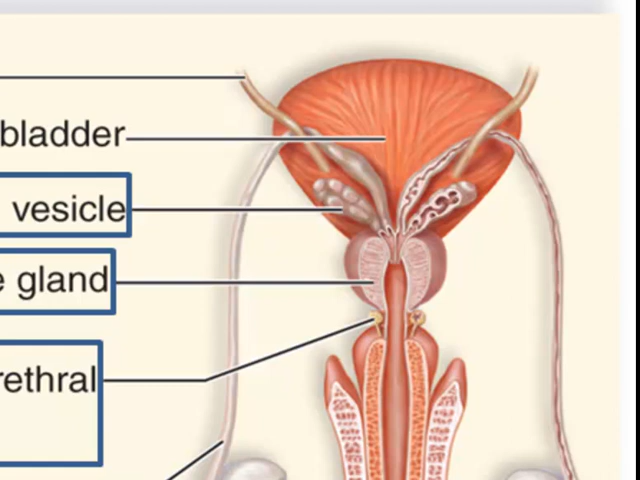 bladder
vesicle
e gland
rethral